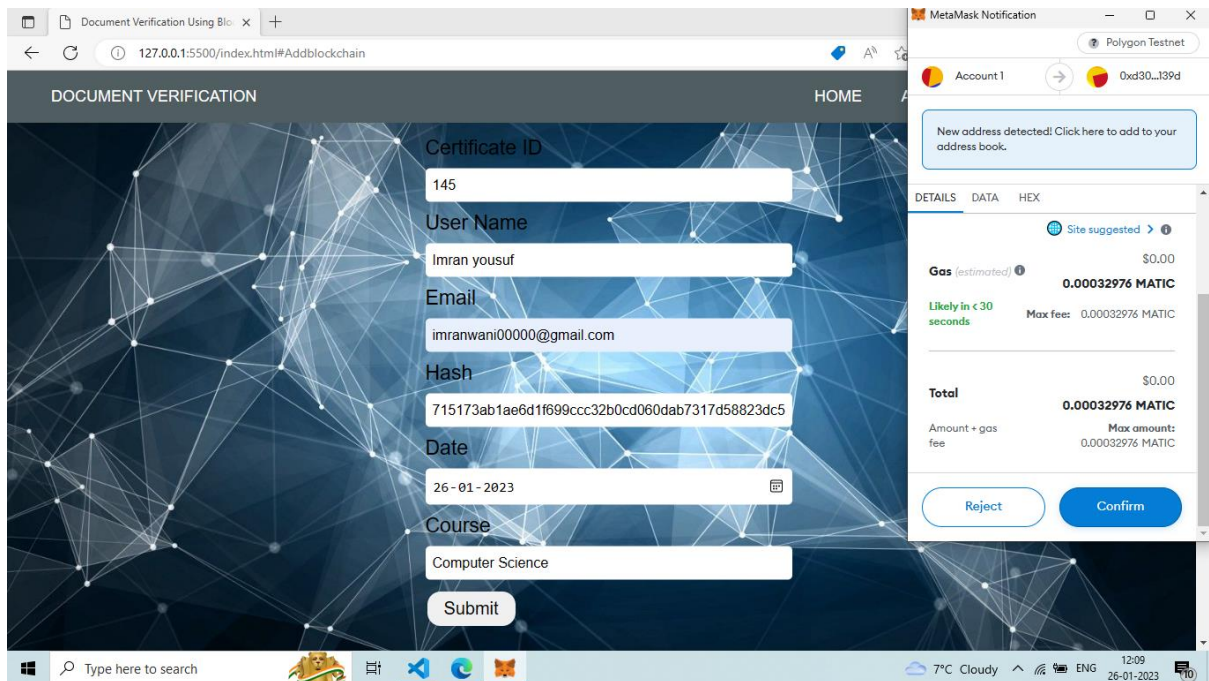 Document Verification Using Blo
127.0.0.1:5500/index.html#Addblockchain
DOCUMENT VERIFICATION
HOME
Certificate ID
145
User Name
Imran yousuf
Email
imranwani00000@gmail.com
Hash
715173ab1ae6d1f699ccc32b0cd060dab7317d58823dc5
Date
26-01-2023
Course
Computer Science
Submit
MetaMask Notification
Polygon Testnet
Account 1
0xd30...139d
New address detected! Click here to add to your
address book.
DETAILS DATA HEX
Site suggested >
$0.00
Gas (estimated)
0.00032976 MATIC
Likely in < 30
seconds
Max fee: 0.00032976 MATIC
$0.00
Total
0.00032976 MATIC
Amount + gas
fee
Max amount:
0.00032976 MATIC
Reject
Confirm
Type here to search
7°C Cloudy
ENG
12:09
26-01-2023
10